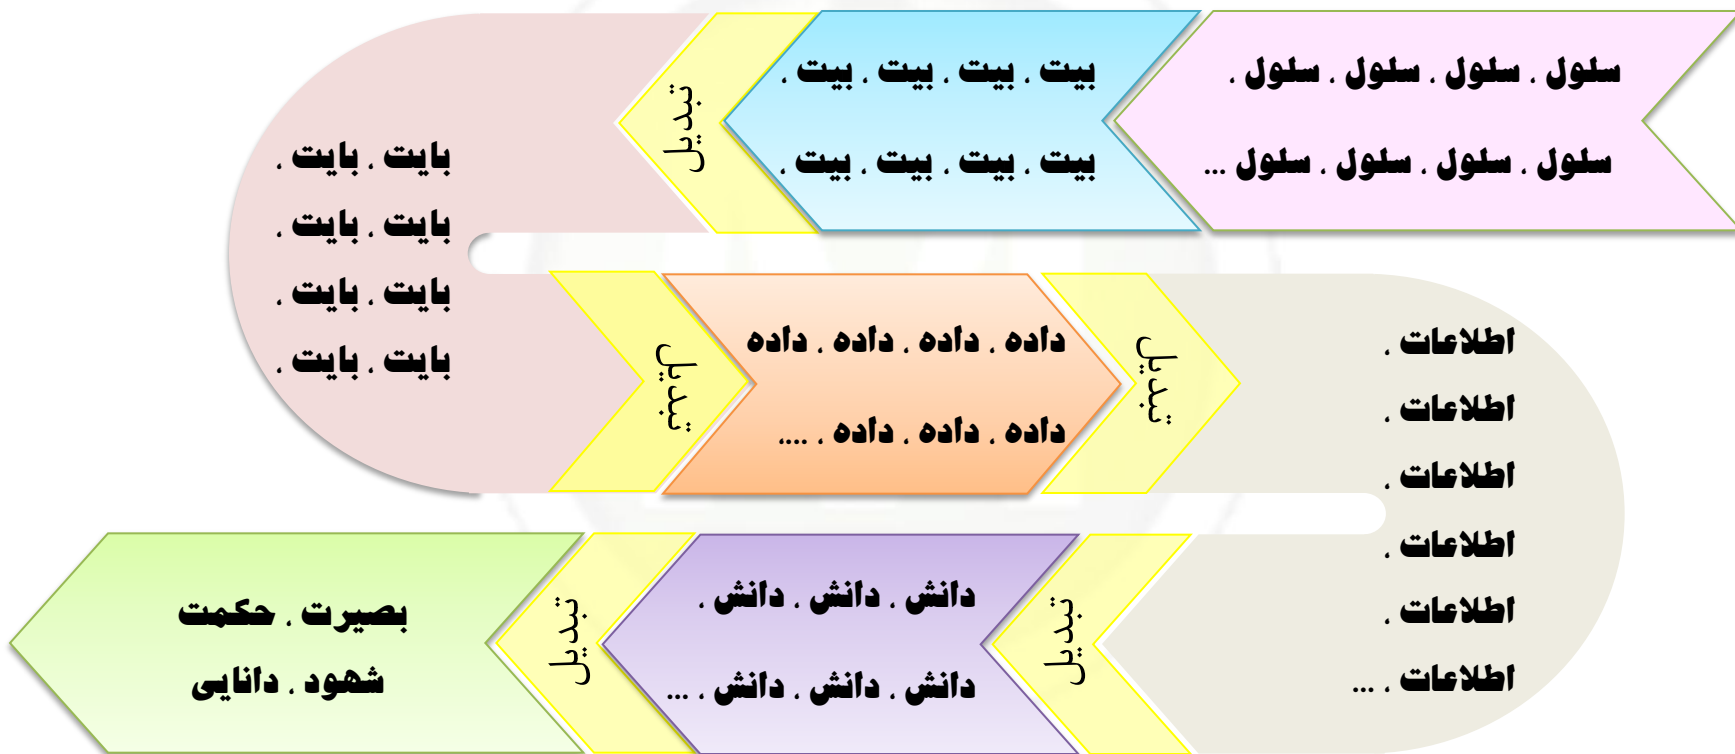 سلول ، سلول ، سلول ، سلول ،
سلول ، سلول ، سلول ، سلول ...
بیت ، بیت ، بیت ، بیت ،
بیت ، بیت ، بیت ، بیت ،
تبدیل
بایت ، بایت ،
بایت ، بایت ،
بایت ، بایت ،
بایت ، بایت ،
تبدیل
داده ، داده ، داده ، داده
داده ، داده ، داده ، ....
تبدیل
اطلاعات ،
اطلاعات ،
اطلاعات ،
اطلاعات ،
اطلاعات ،
اطلاعات ، ...
تبدیل
دانش ، دانش ، دانش ،
دانش ، دانش ، دانش ، ...
تبدیل
بصیرت ، حکمت
شهود ، دانایی